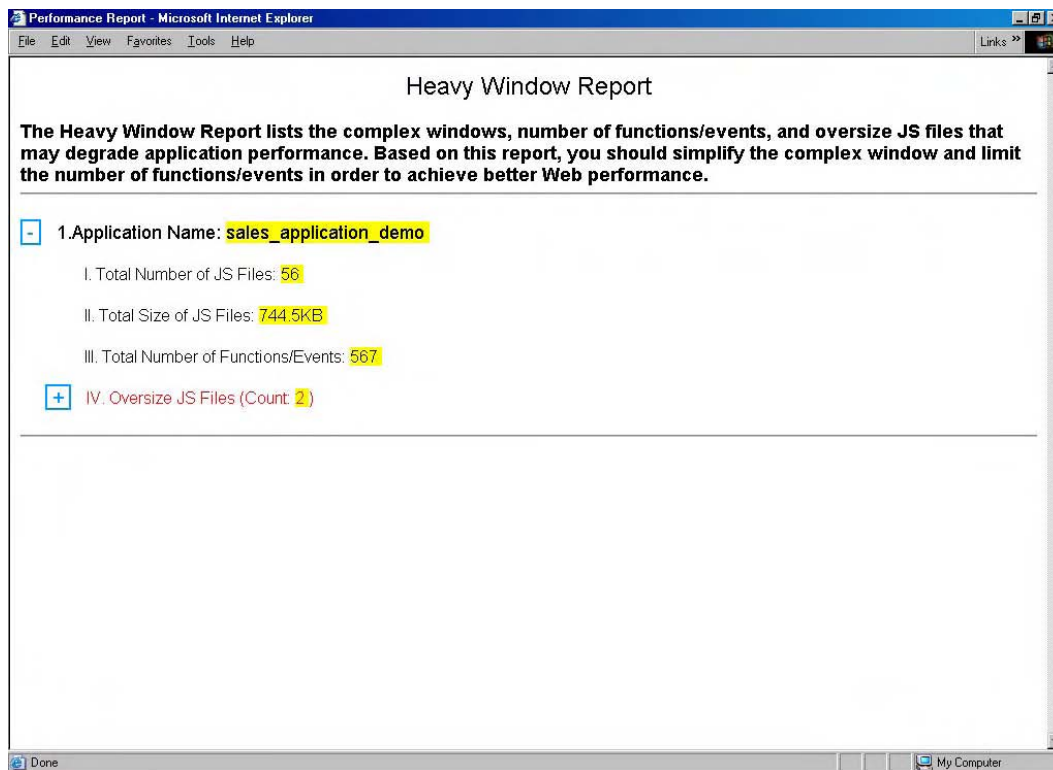 Performance Report - Microsoft Internet Explorer
File Edit View Favorites Tools Help Links »
Heavy Window Report
The Heavy Window Report lists the complex windows, number of functions/events, and oversize JS files that
may degrade application performance. Based on this report, you should simplify the complex window and limit
the number of functions/events in order to achieve better Web performance.
- 1.Application Name: sales_application_demo
I. Total Number of JS Files: 56
II. Total Size of JS Files: 744.5KB
III. Total Number of Functions/Events: 567
+ IV. Oversize JS Files (Count: 2 )
Done My Computer